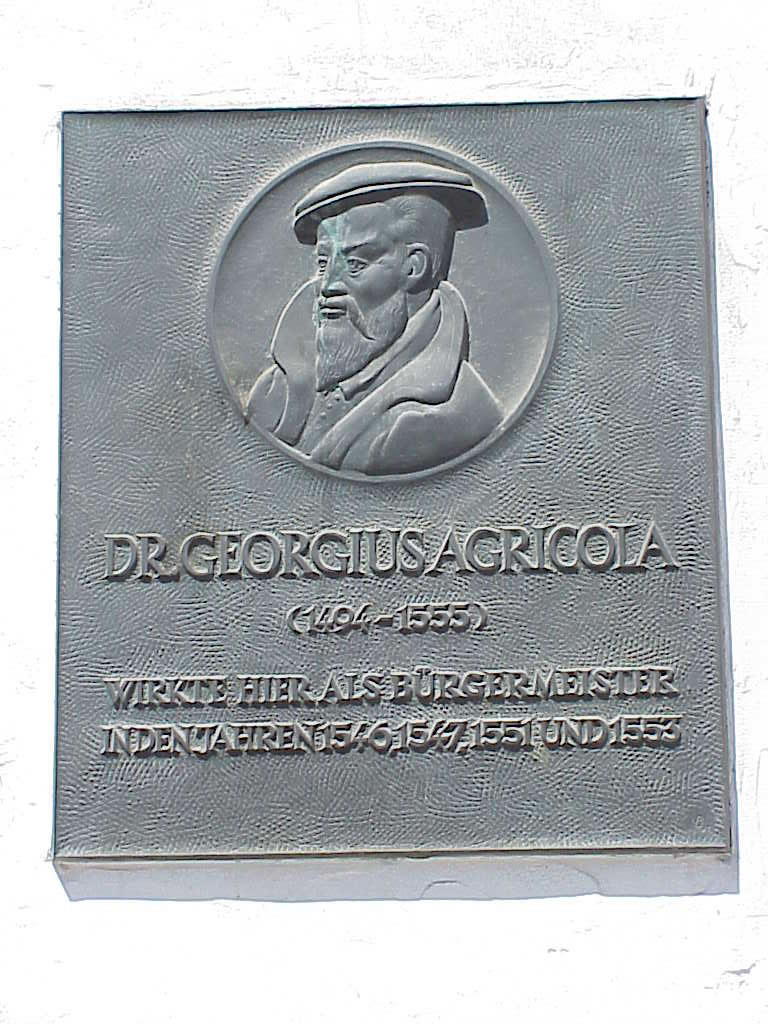 DR. GEORGIUS AGRICOLA
(1494-1555)
WIRKTE HIER ALS BÜRGERMEISTER
IN DEN JAHREN 1546, 1547, 1551 UND 1553